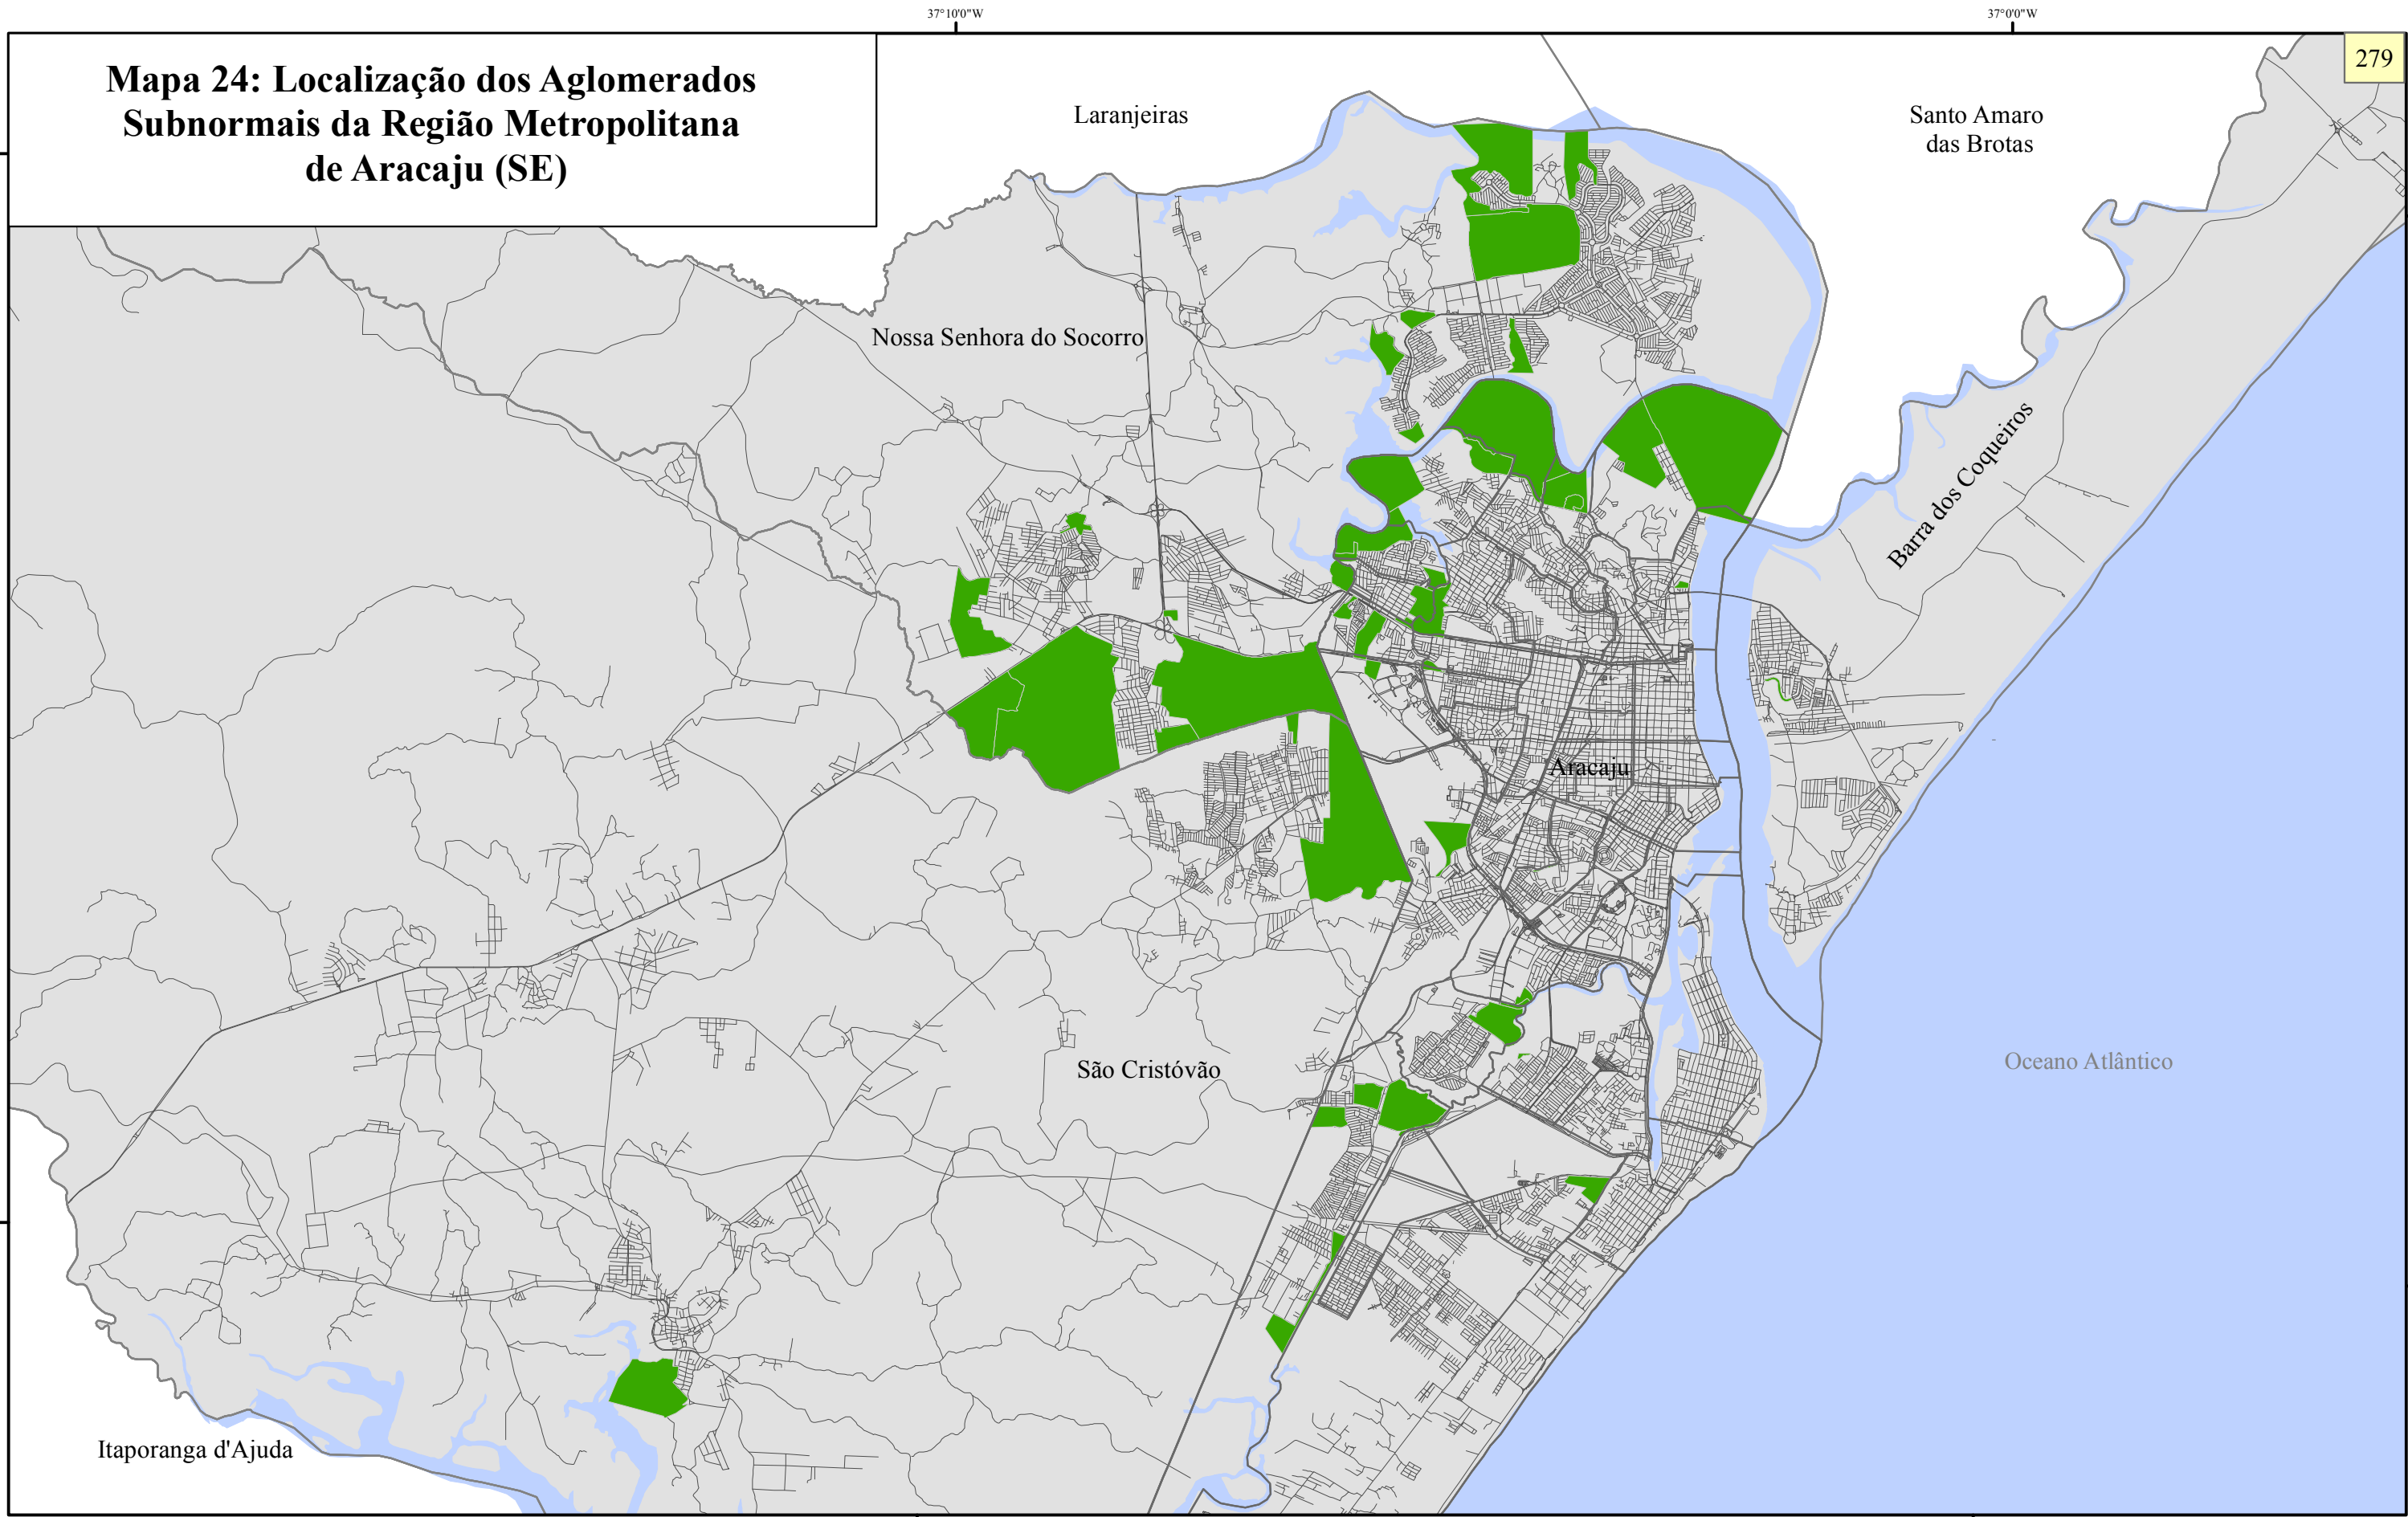 37°10'0"W
37°0'0"W
Mapa 24: Localização dos Aglomerados
Subnormais da Região Metropolitana
de Aracaju (SE)
279
Laranjeiras
Santo Amaro
das Brotas
Nossa Senhora do Socorro
Barra dos Coqueiros
Aracaju
São Cristóvão
Oceano Atlântico
Itaporanga d'Ajuda